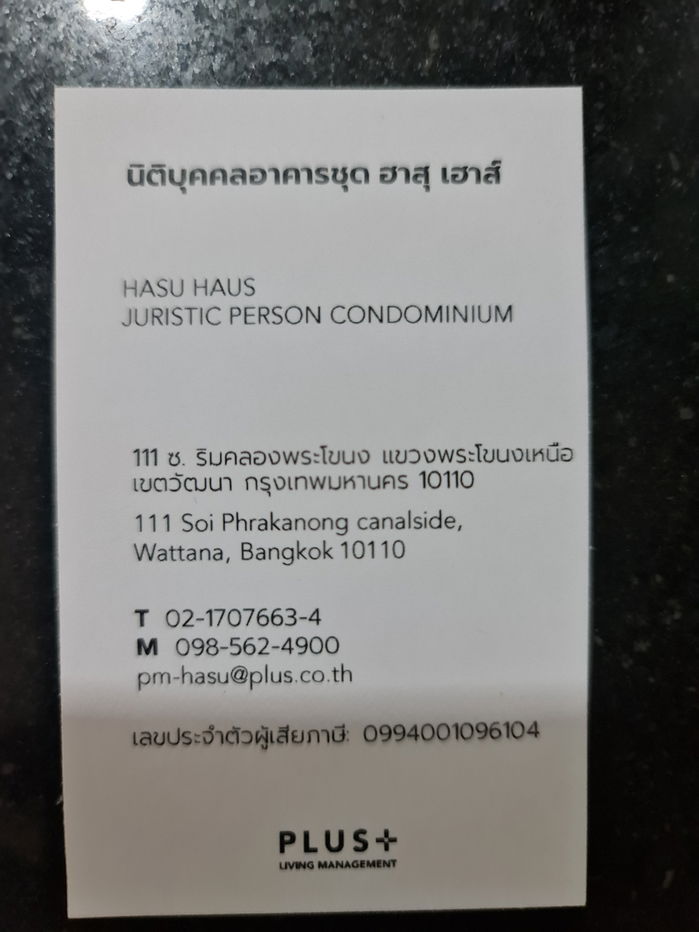 นิติบุคคลอาคารชุด ฮาสุ เฮาส์
HASU HAUS
JURISTIC PERSON CONDOMINIUM
111 ซ. ริมคลองพระโขนง แขวงพระโขนงเหนือ
เขตวัฒนา กรุงเทพมหานคร 10110
111 Soi Phrakanong canalside,
Wattana, Bangkok 10110
T 02-1707663-4
M 098-562-4900
pm-hasu@plus.co.th
เลขประจำตัวผู้เสียภาษี: 0994001096104
PLUS+
LIVING MANAGEMENT